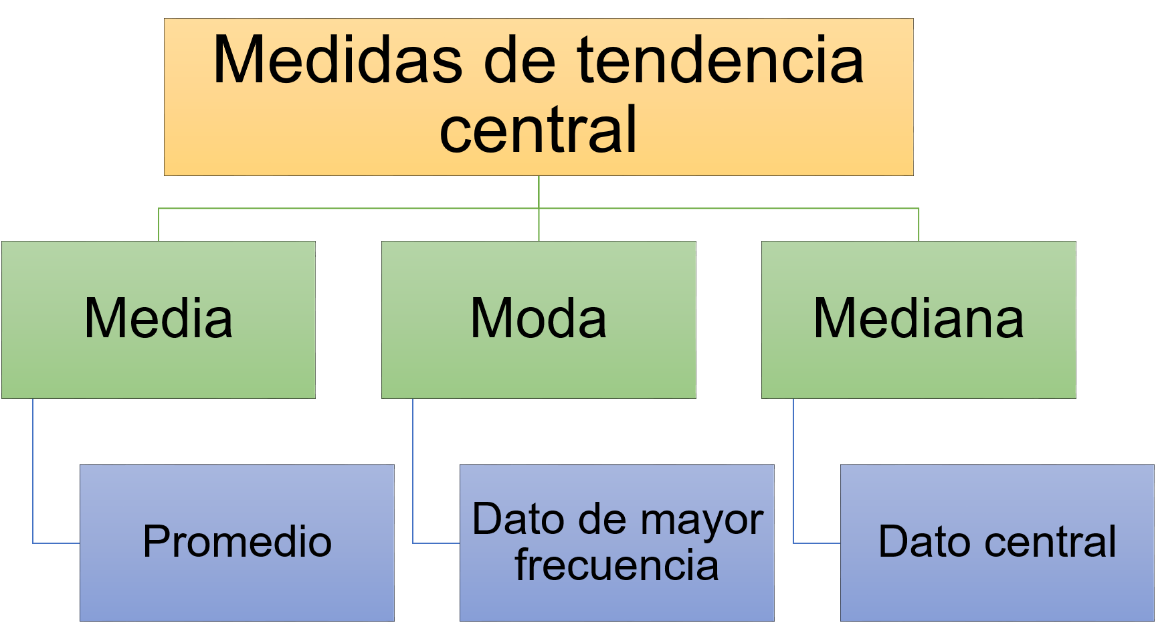 Medidas de tendencia
central
Media
Moda
Mediana
Promedio
Dato de mayor
frecuencia
Dato central